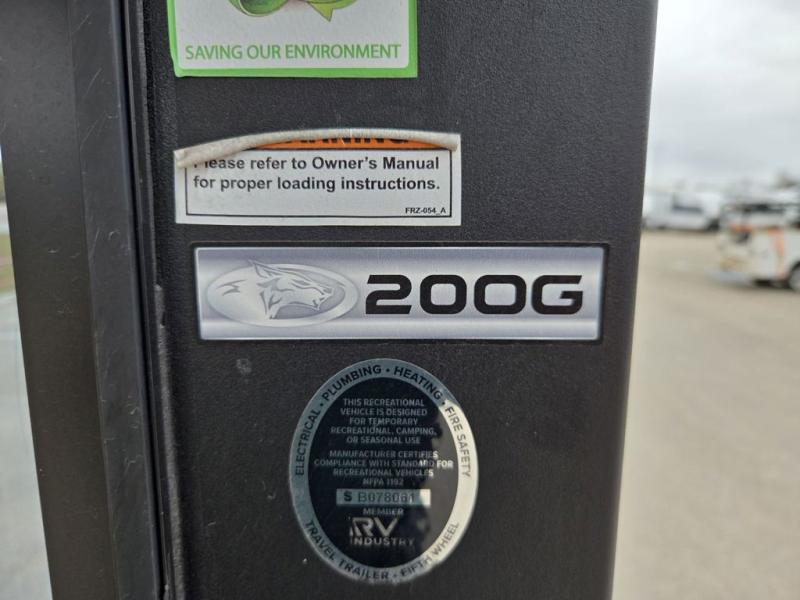 SAVING OUR ENVIRONMENT
Please refer to Owner's Manual
for proper loading instructions.
FRZ-054_A
200G
ELECTRICAL • PLUMBING • HEATING • FIRE SAFETY
THIS RECREATIONAL
VEHICLE IS DESIGNED
FOR TEMPORARY
RECREATIONAL, CAMPING,
OR SEASONAL USE
MANUFACTURER CERTIFIES
COMPLIANCE WITH STANDARD FOR
RECREATIONAL VEHICLES
NFPA 1192
S B078061
MEMBER
RV
INDUSTRY
TRAVEL TRAILER • FIFTH WHEEL